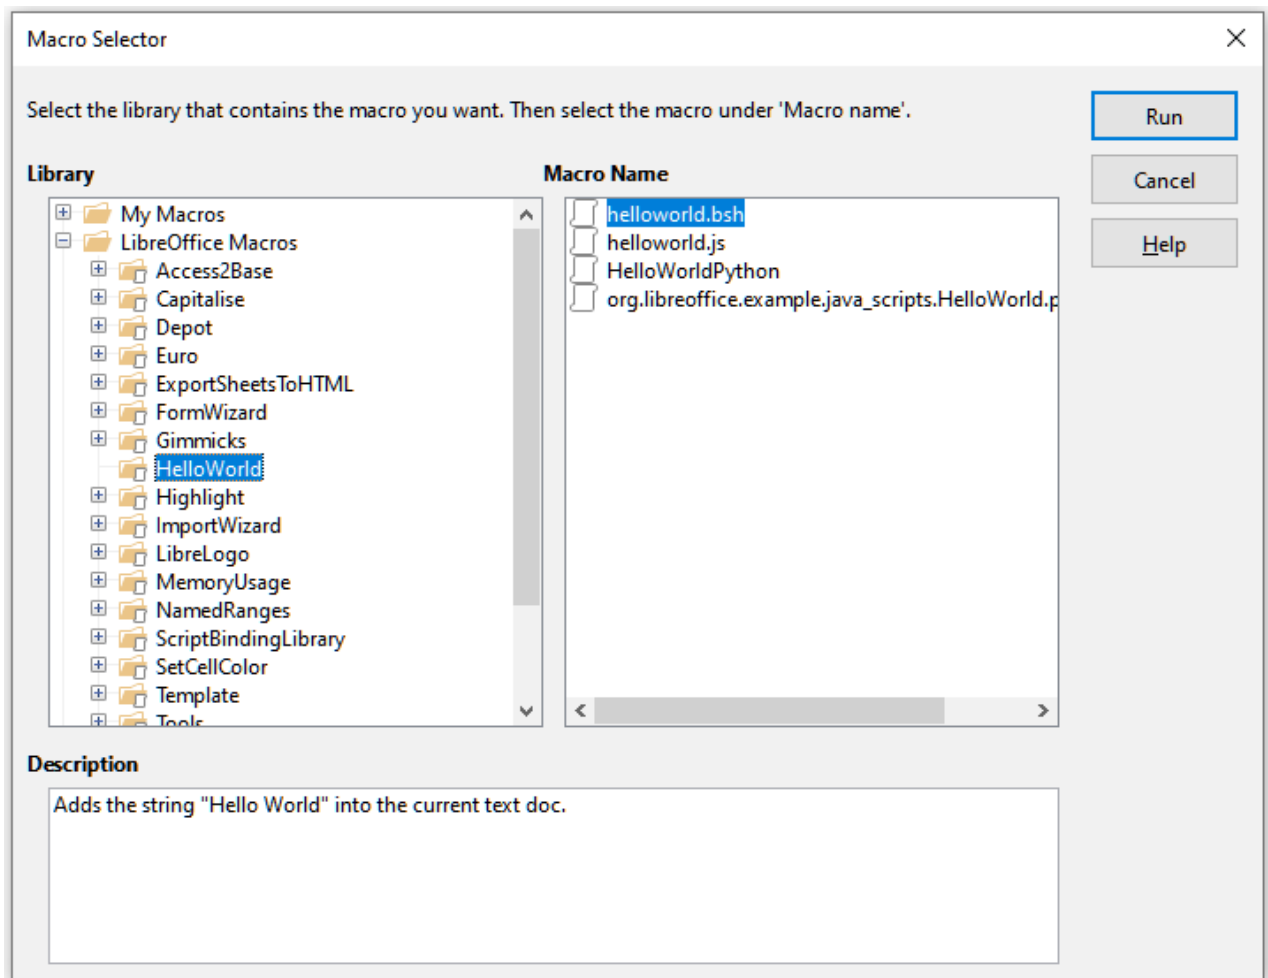 Macro Selector
Select the library that contains the macro you want. Then select the macro under 'Macro name'.
Run
Cancel
Help
Library
My Macros
LibreOffice Macros
Access2Base
Capitalise
Depot
Euro
ExportSheetsToHTML
FormWizard
Gimmicks
HelloWorld
Highlight
ImportWizard
LibreLogo
MemoryUsage
NamedRanges
ScriptBindingLibrary
SetCellColor
Template
Tools
Macro Name
helloworld.bsh
helloworld.js
HelloWorldPython
org.libreoffice.example.java_scripts.HelloWorld.p
Description
Adds the string "Hello World" into the current text doc.